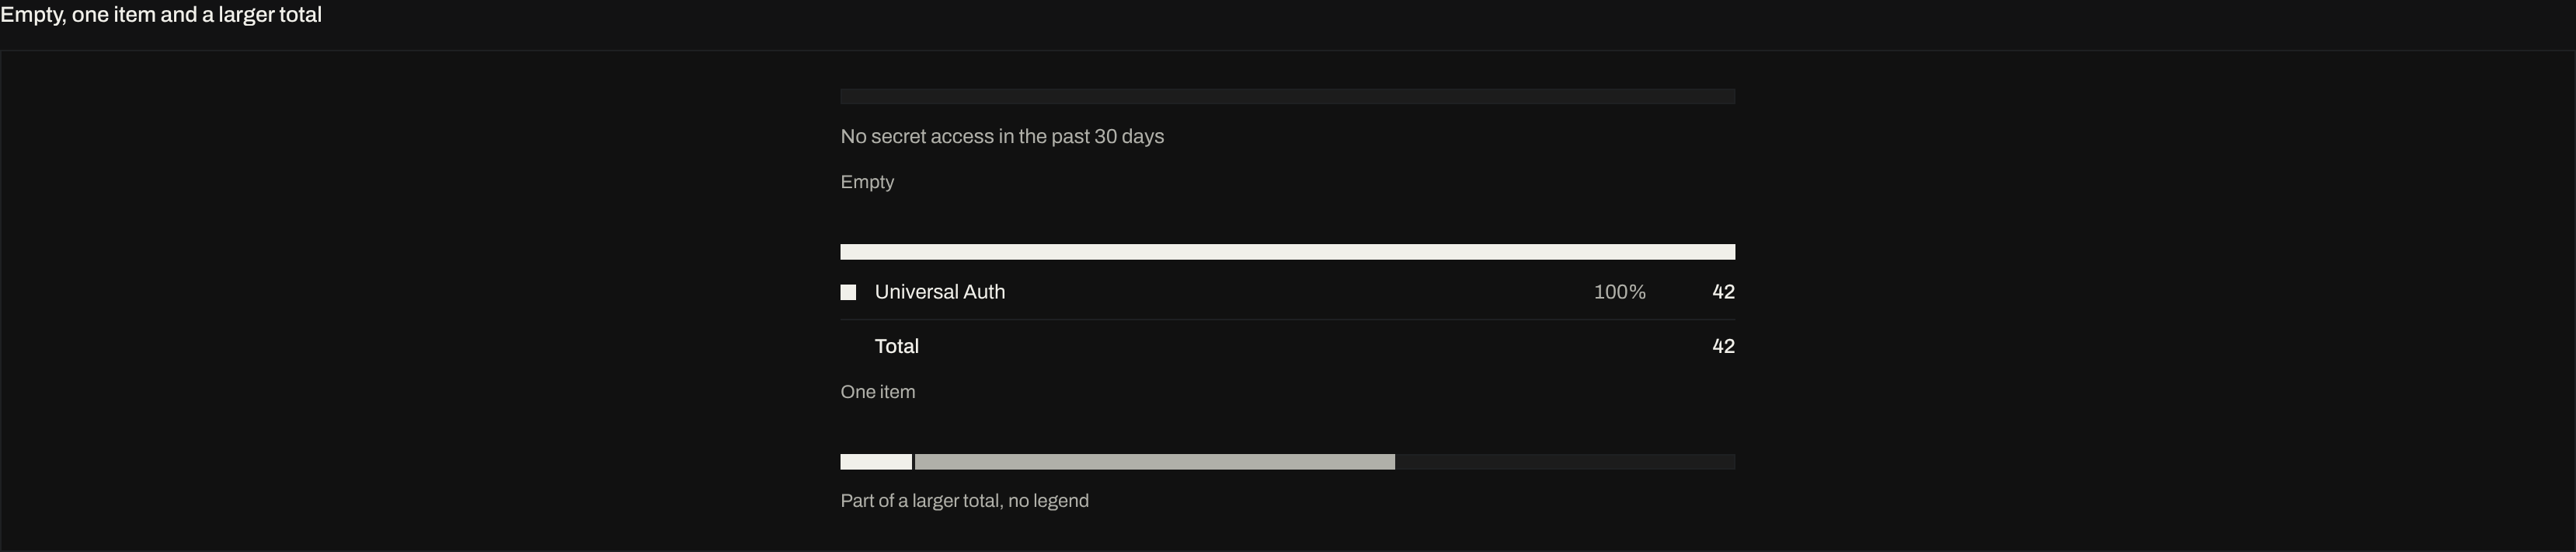 Empty, one item and a larger total
No secret access in the past 30 days
Empty
Universal Auth 100% 42
Total 42
One item
Part of a larger total, no legend